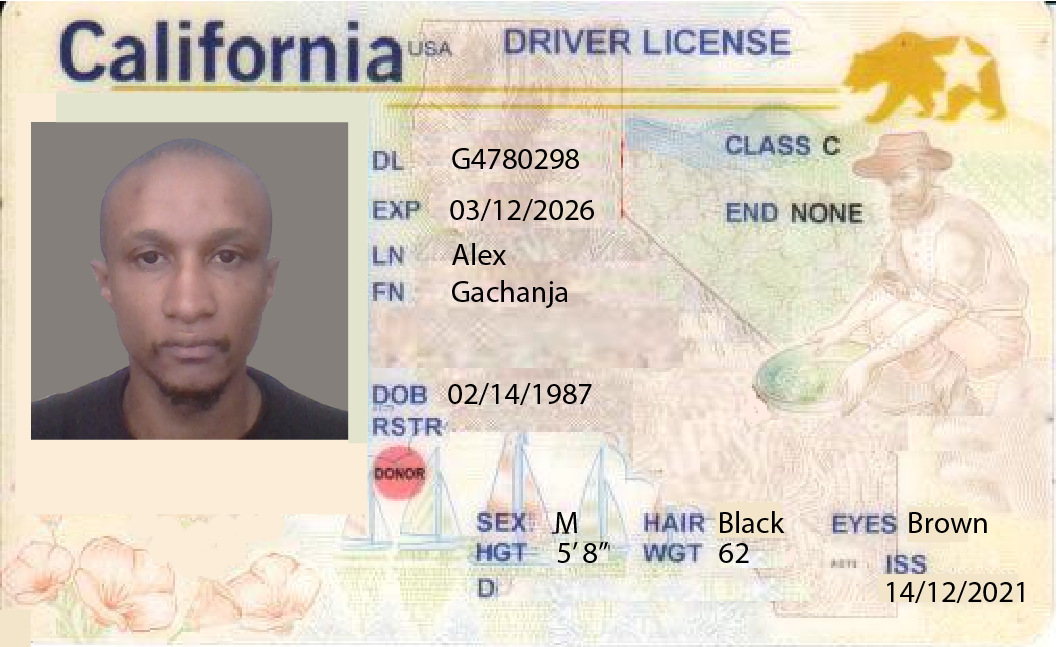 California USA DRIVER LICENSE
DL G4780298
CLASS C
EXP 03/12/2026
END NONE
LN Alex
FN Gachanja
DOB 02/14/1987
RSTR
DONOR
SEX M HAIR Black EYES Brown
HGT 5'8" WGT 62
ISS
D
14/12/2021